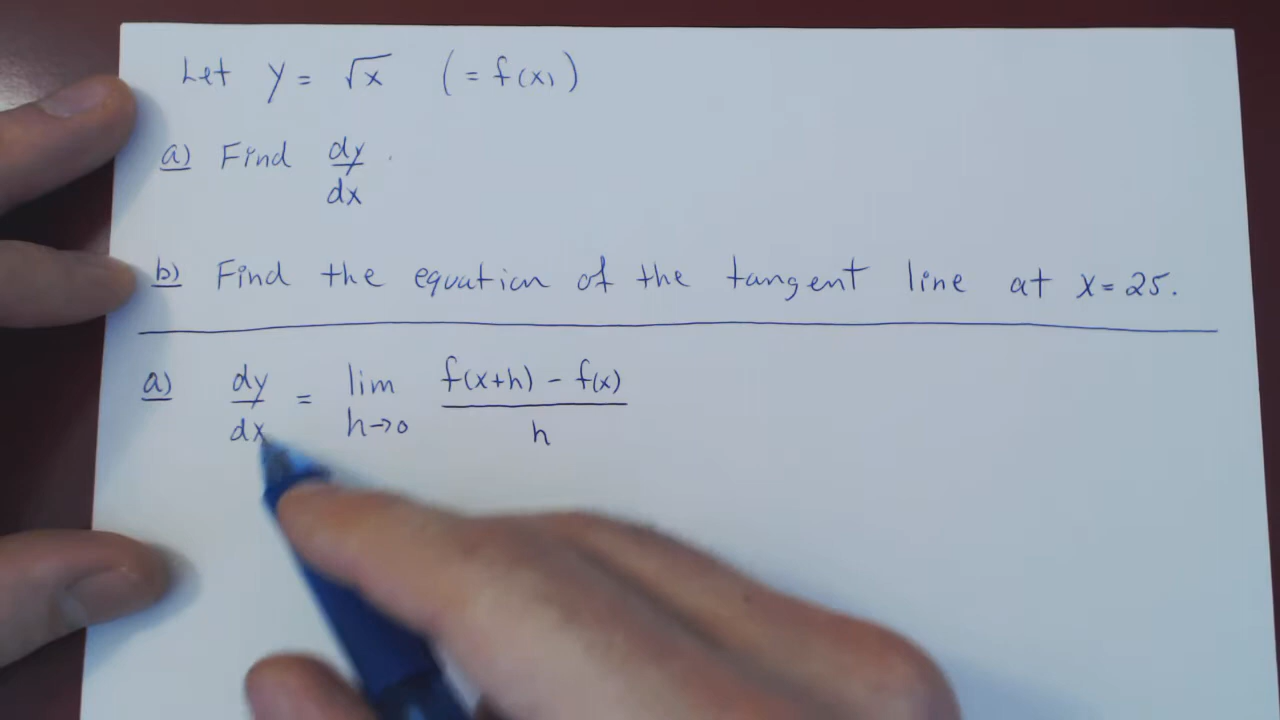 Let y = √x (= f(x))
a) Find dy/dx.
b) Find the equation of the tangent line at x = 25.
a) dy/dx = lim h→0 f(x+h) - f(x) / h